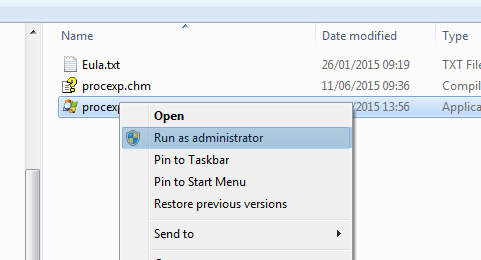 Name Date modified Type
Eula.txt 26/01/2015 09:19 TXT File
procexp.chm 11/06/2015 09:36 Compil
procexp /2015 13:56 Applica
Open
Run as administrator
Pin to Taskbar
Pin to Start Menu
Restore previous versions
Send to